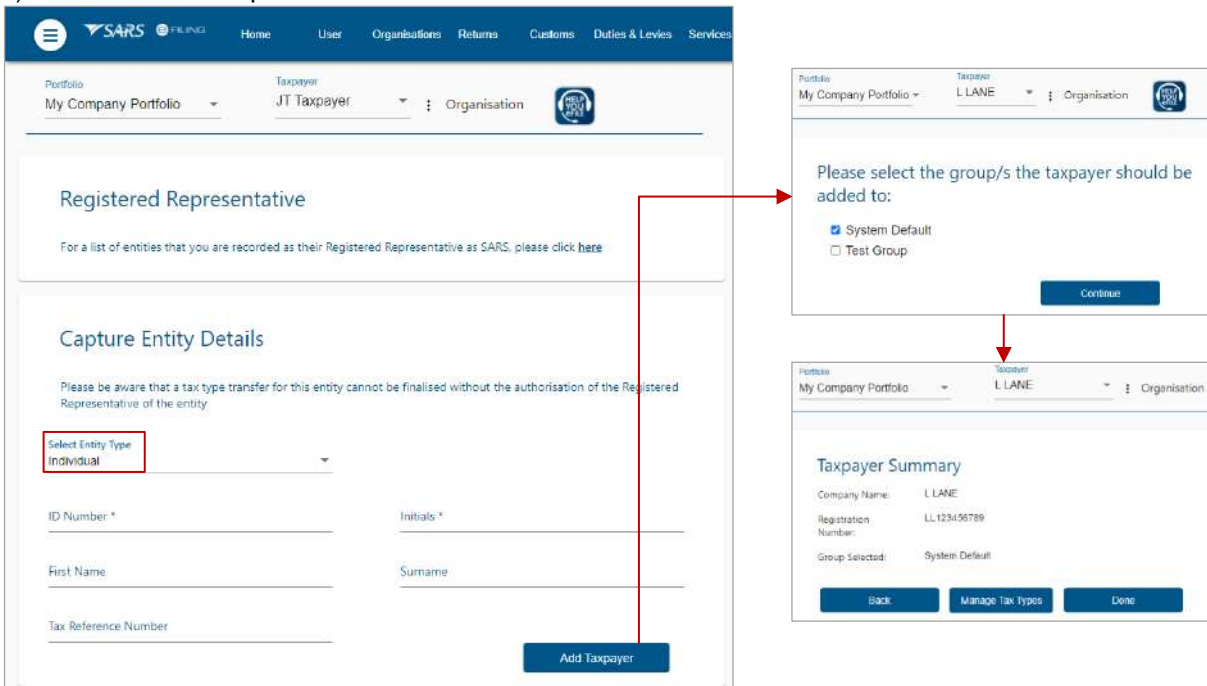 SARS eFILING
Home User Organisations Returns Customs Duties & Levies Services
Portfolio
My Company Portfolio
Taxpayer
JT Taxpayer
Organisation
HELP YOU eFILE
Registered Representative
For a list of entities that you are recorded as their Registered Representative as SARS, please click here
Capture Entity Details
Please be aware that a tax type transfer for this entity cannot be finalised without the authorisation of the Registered
Representative of the entity
Select Entity Type
Individual
ID Number *
Initials *
First Name
Surname
Tax Reference Number
Add Taxpayer
Portfolio
My Company Portfolio
Taxpayer
L LANE
Organisation
HELP YOU eFILE
Please select the group/s the taxpayer should be
added to:
System Default
Test Group
Continue
Portfolio
My Company Portfolio
Taxpayer
L LANE
Organisation
Taxpayer Summary
Company Name: L LANE
Registration
Number:
LL123456789
Group Selected: System Default
Back
Manage Tax Types
Done